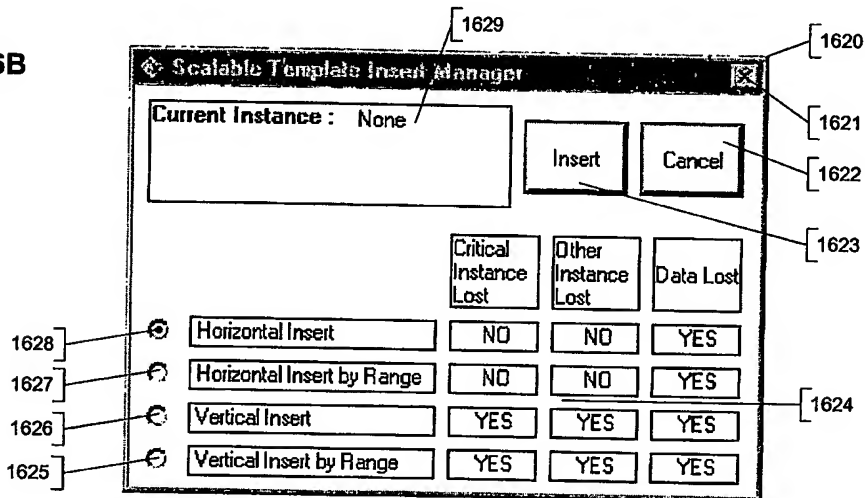 6B
1629
1620
Scalable Template Insert Manager
1621
Current Instance : None
Insert
Cancel
1622
1623
Critical Instance Lost
Other Instance Lost
Data Lost
1628
Horizontal Insert NO NO YES
1627
Horizontal Insert by Range NO NO YES
1624
1626
Vertical Insert YES YES YES
1625
Vertical Insert by Range YES YES YES